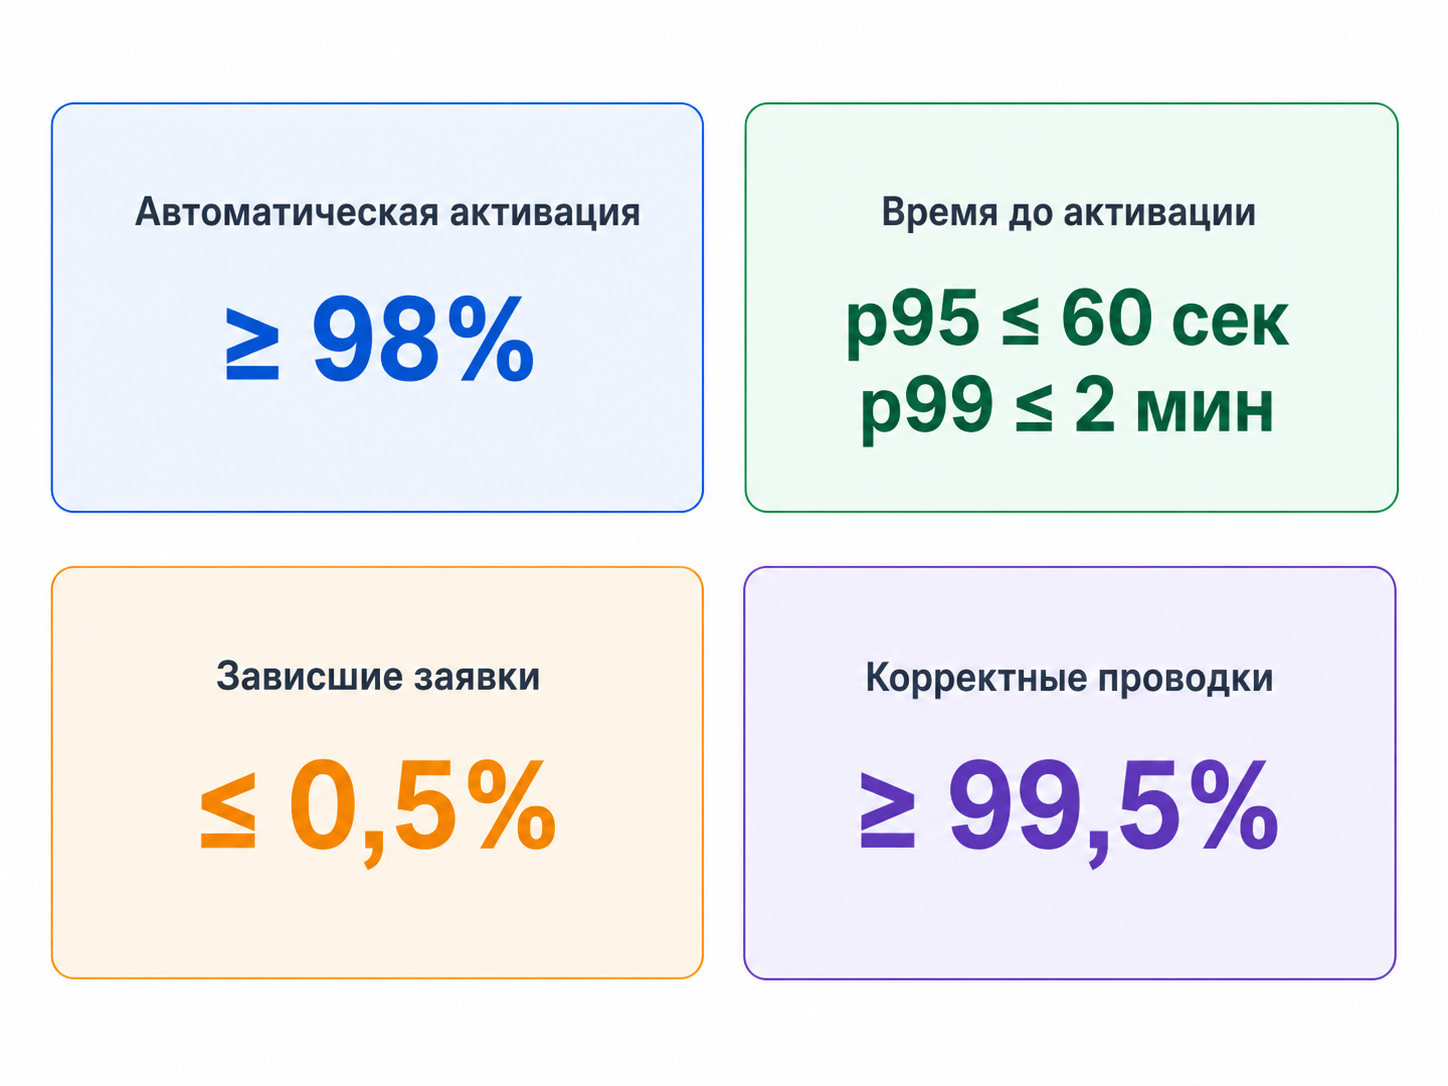 Автоматическая активация
≥ 98%
Время до активации
p95 ≤ 60 сек
p99 ≤ 2 мин
Зависшие заявки
≤ 0,5%
Корректные проводки
≥ 99,5%